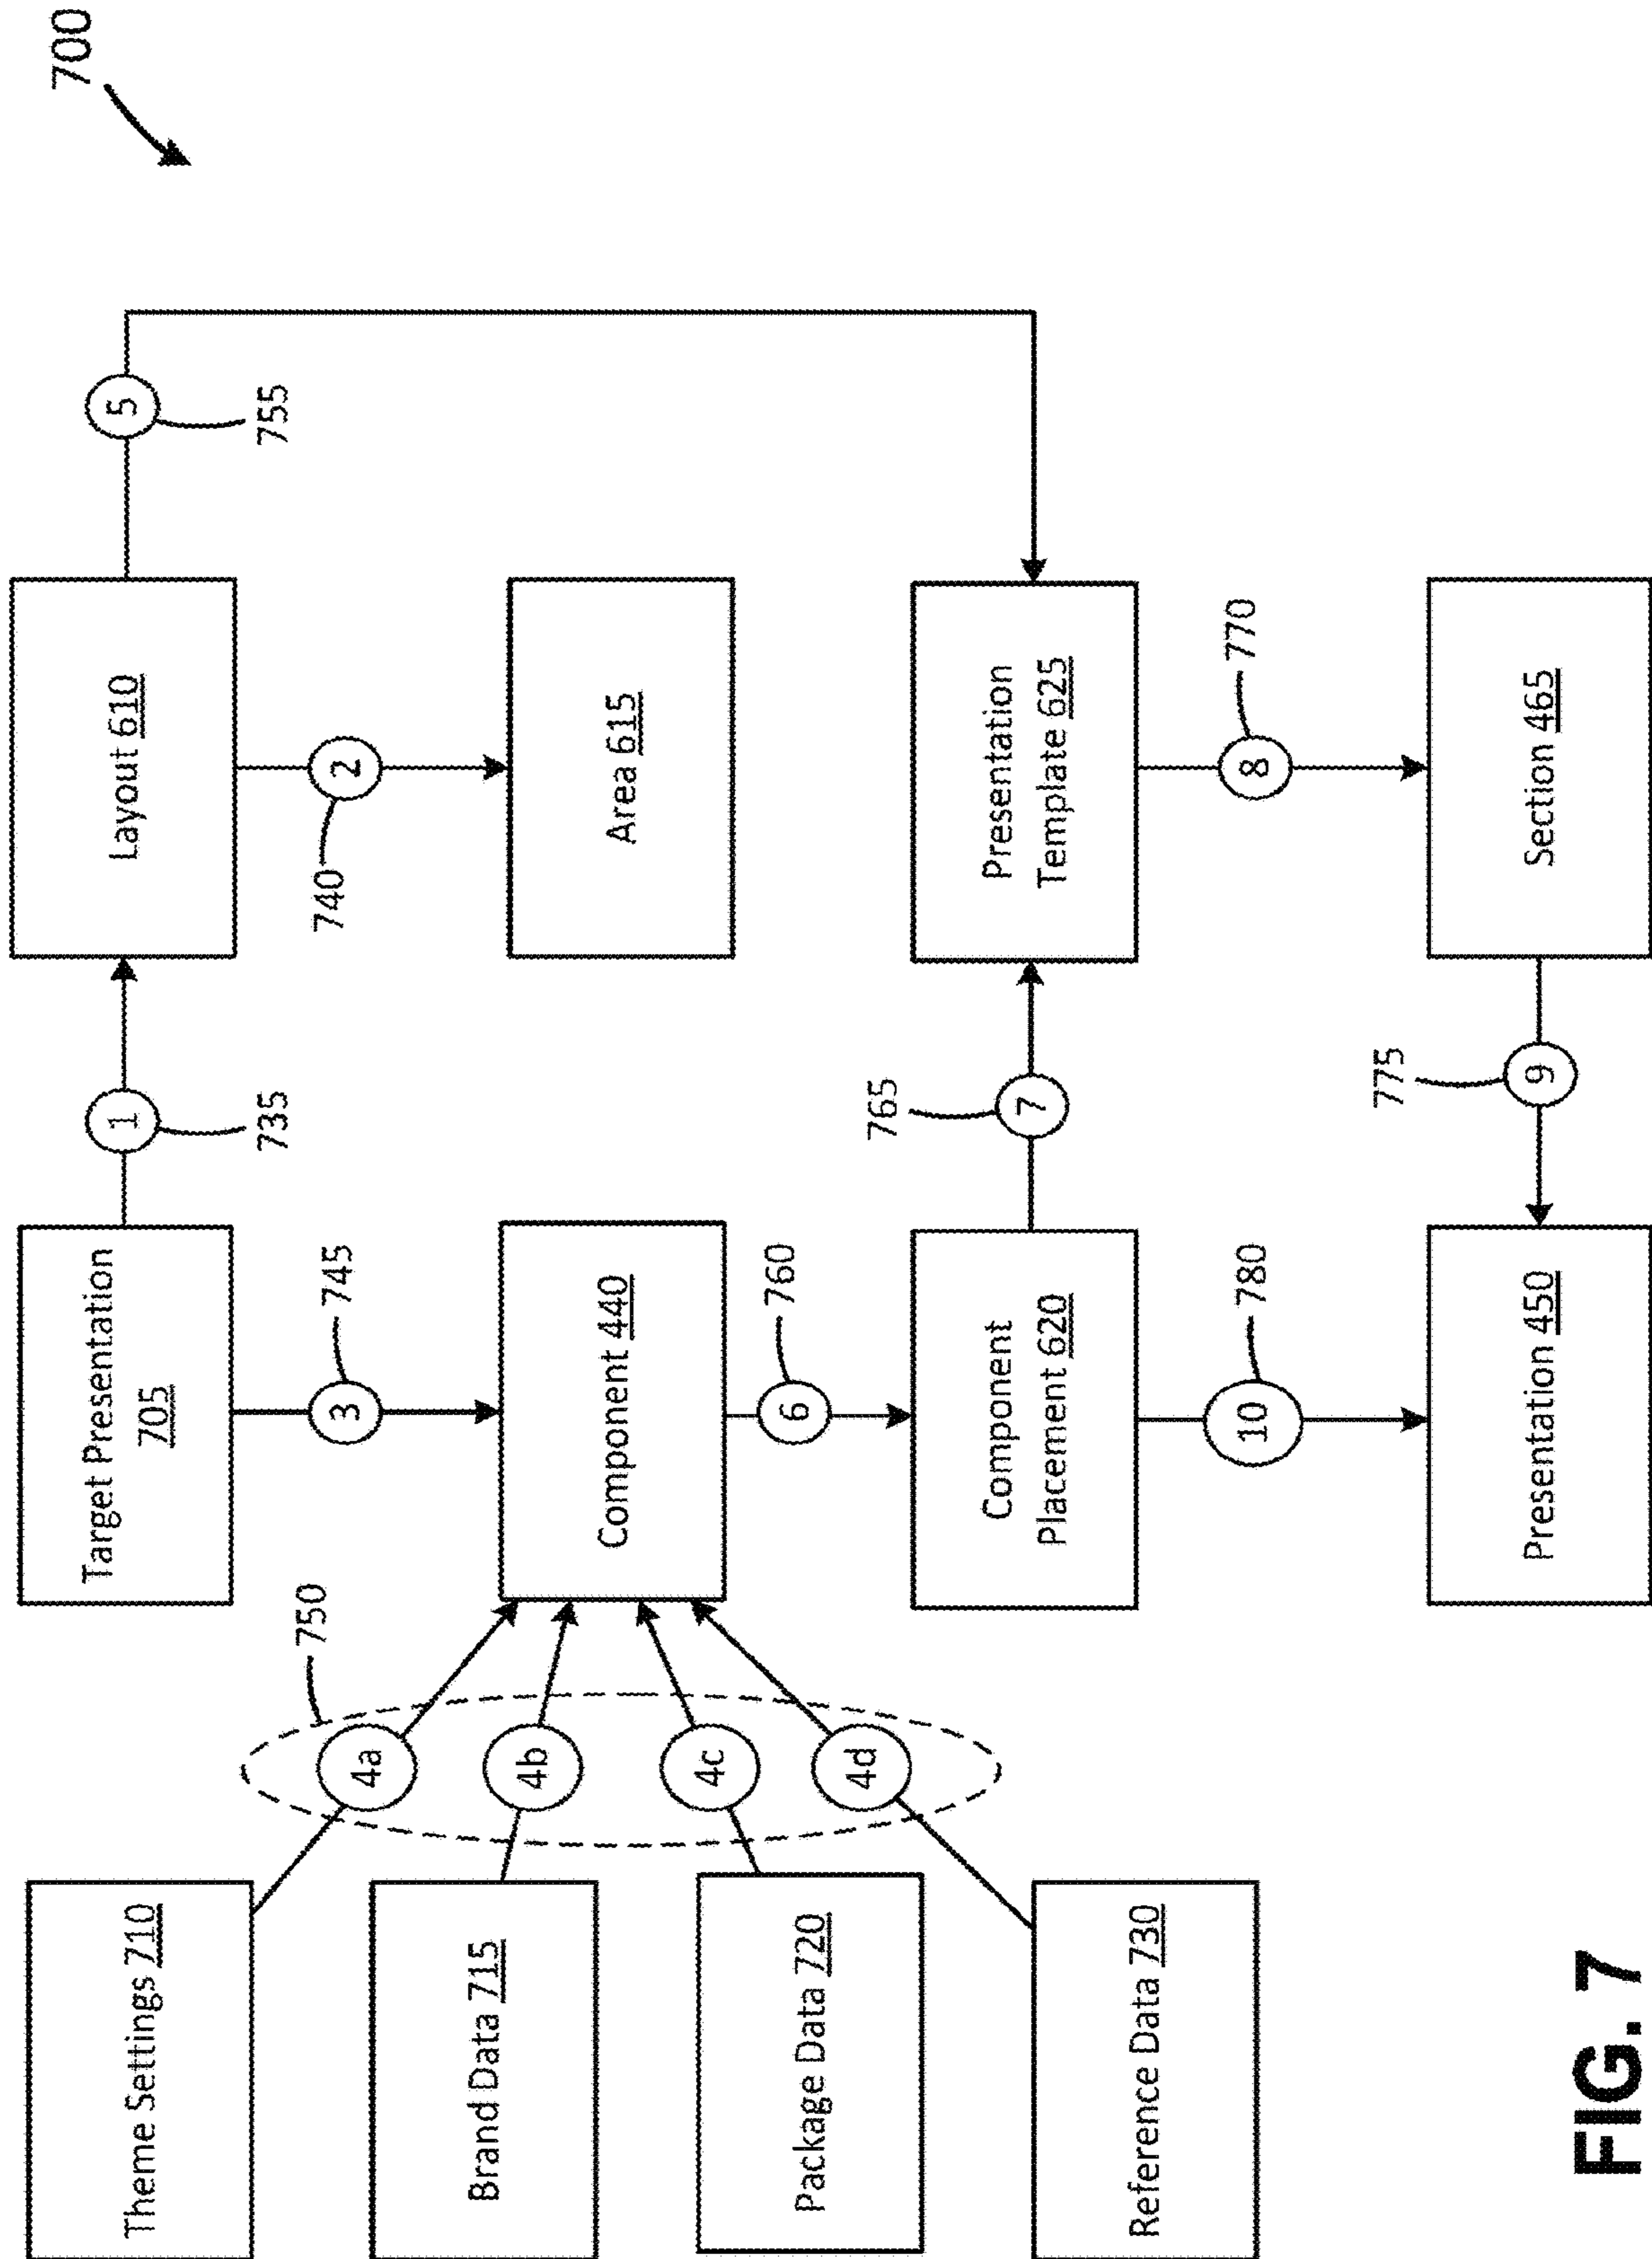 700
Theme Settings 710
Brand Data 715
Package Data 720
Reference Data 730
4a
4b
4c
4d
750
Target Presentation
705
1
735
Layout 610
5
755
3
745
2
740
Component 440
Area 615
6
760
Component
Placement 620
7
765
Presentation
Template 625
10
780
8
770
Presentation 450
9
775
Section 465
FIG. 7